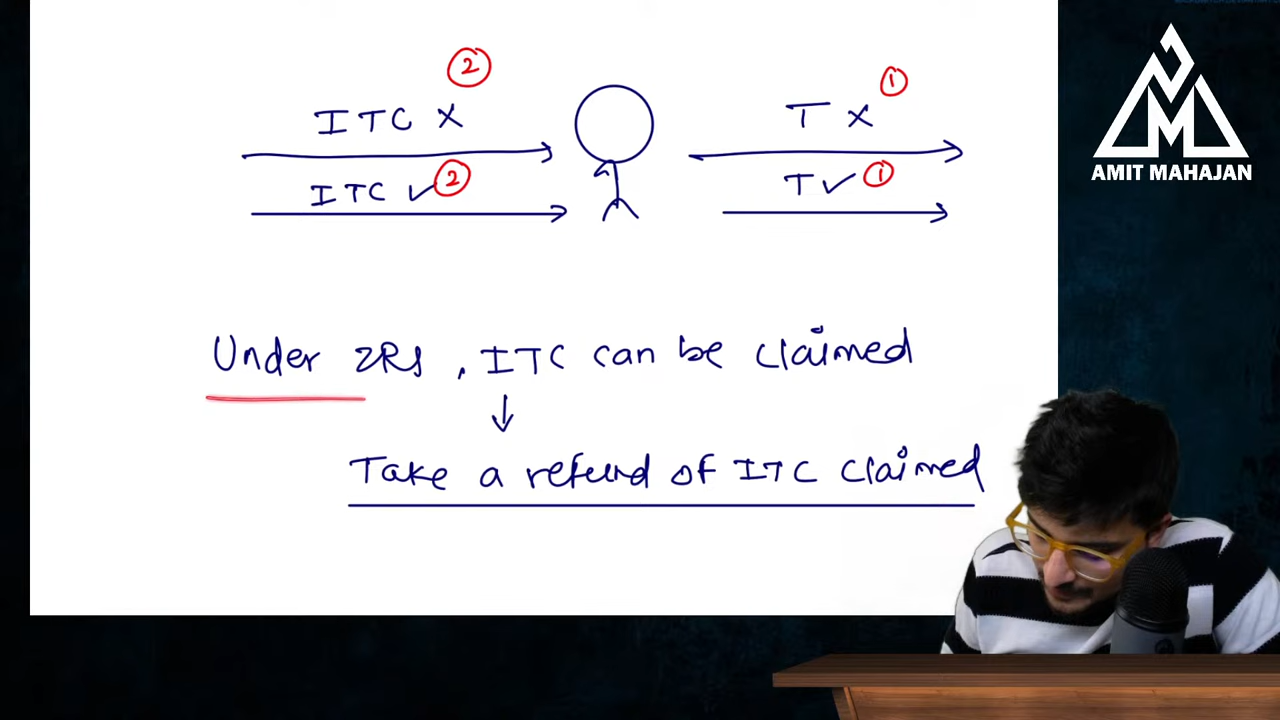 ②
①
ITC ×
T ×
ITC ✓ ②
T ✓ ①
Under ZRS, ITC can be claimed
↓
Take a refund of ITC claimed
AMIT MAHAJAN